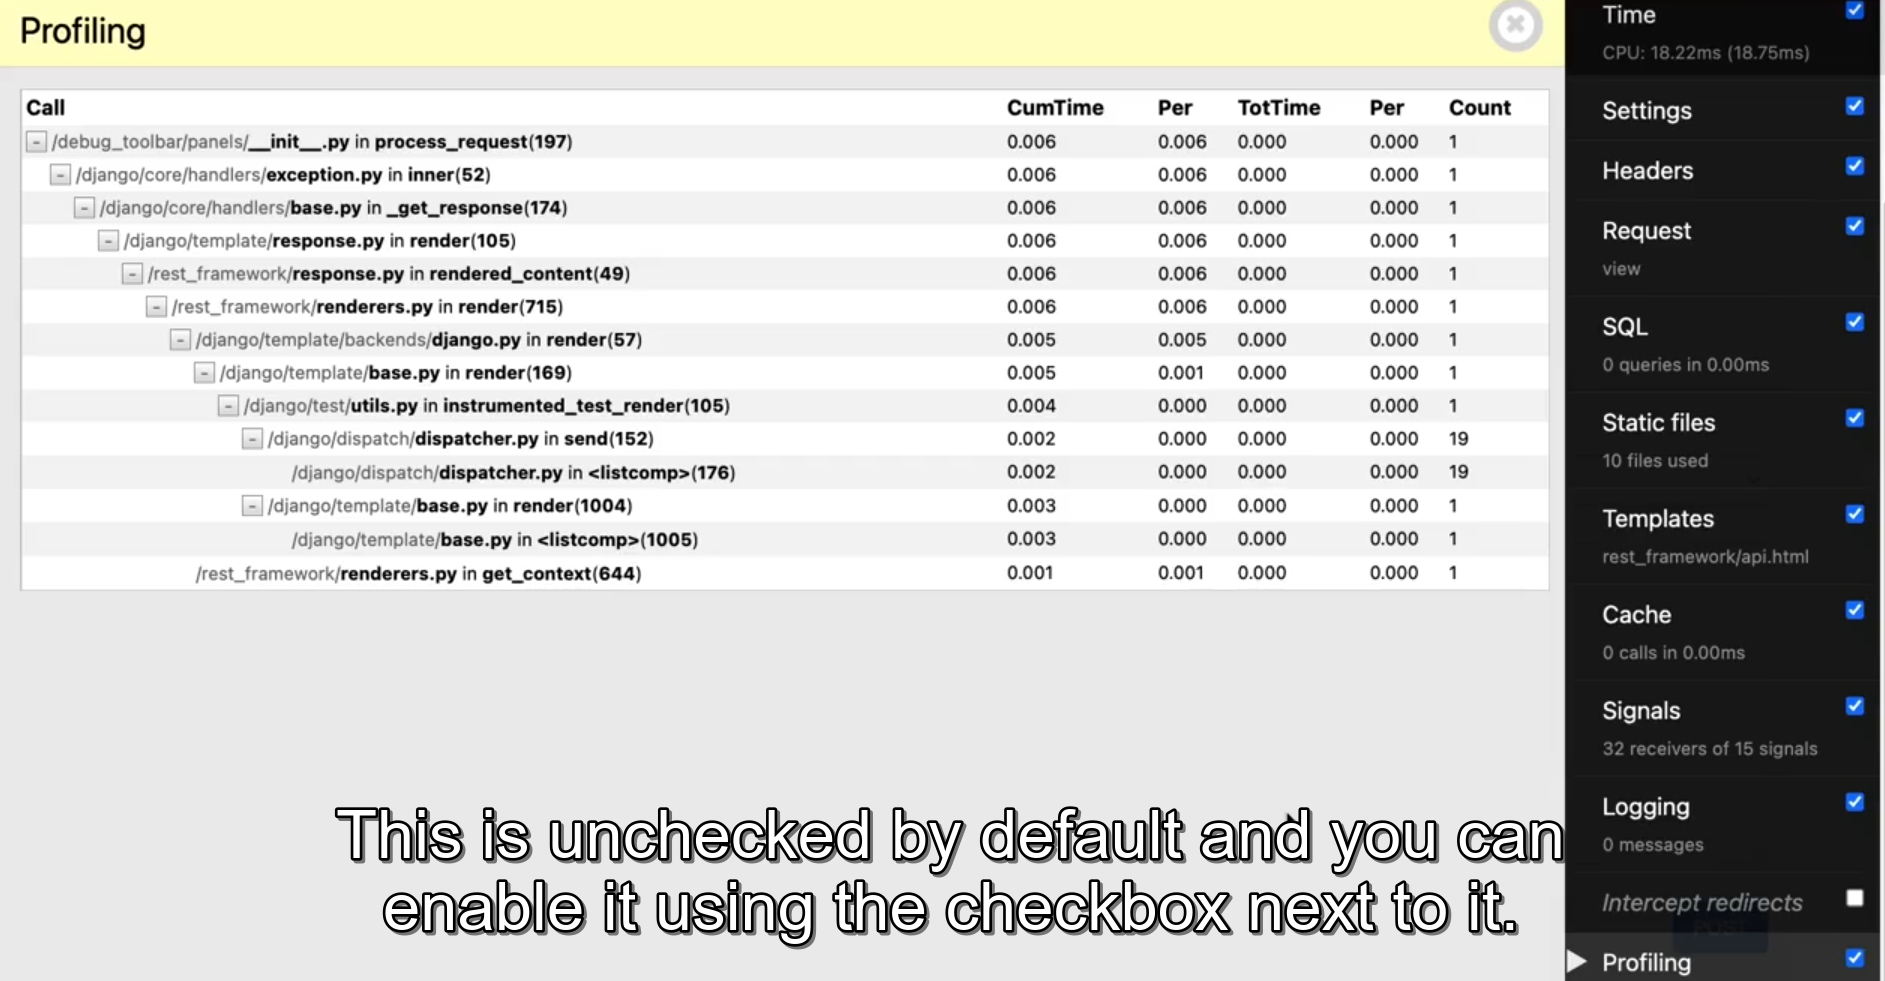 Profiling
Call CumTime Per TotTime Per Count
- /debug_toolbar/panels/__init__.py in process_request(197) 0.006 0.006 0.000 0.000 1
- /django/core/handlers/exception.py in inner(52) 0.006 0.006 0.000 0.000 1
- /django/core/handlers/base.py in _get_response(174) 0.006 0.006 0.000 0.000 1
- /django/template/response.py in render(105) 0.006 0.006 0.000 0.000 1
- /rest_framework/response.py in rendered_content(49) 0.006 0.006 0.000 0.000 1
- /rest_framework/renderers.py in render(715) 0.006 0.006 0.000 0.000 1
- /django/template/backends/django.py in render(57) 0.005 0.005 0.000 0.000 1
- /django/template/base.py in render(169) 0.005 0.001 0.000 0.000 1
- /django/test/utils.py in instrumented_test_render(105) 0.004 0.000 0.000 0.000 1
- /django/dispatch/dispatcher.py in send(152) 0.002 0.000 0.000 0.000 19
/django/dispatch/dispatcher.py in <listcomp>(176) 0.002 0.000 0.000 0.000 19
- /django/template/base.py in render(1004) 0.003 0.000 0.000 0.000 1
/django/template/base.py in <listcomp>(1005) 0.003 0.000 0.000 0.000 1
/rest_framework/renderers.py in get_context(644) 0.001 0.001 0.000 0.000 1
This is unchecked by default and you can
enable it using the checkbox next to it.
Time
CPU: 18.22ms (18.75ms)
Settings
Headers
Request
view
SQL
0 queries in 0.00ms
Static files
10 files used
Templates
rest_framework/api.html
Cache
0 calls in 0.00ms
Signals
32 receivers of 15 signals
Logging
0 messages
Intercept redirects
Profiling